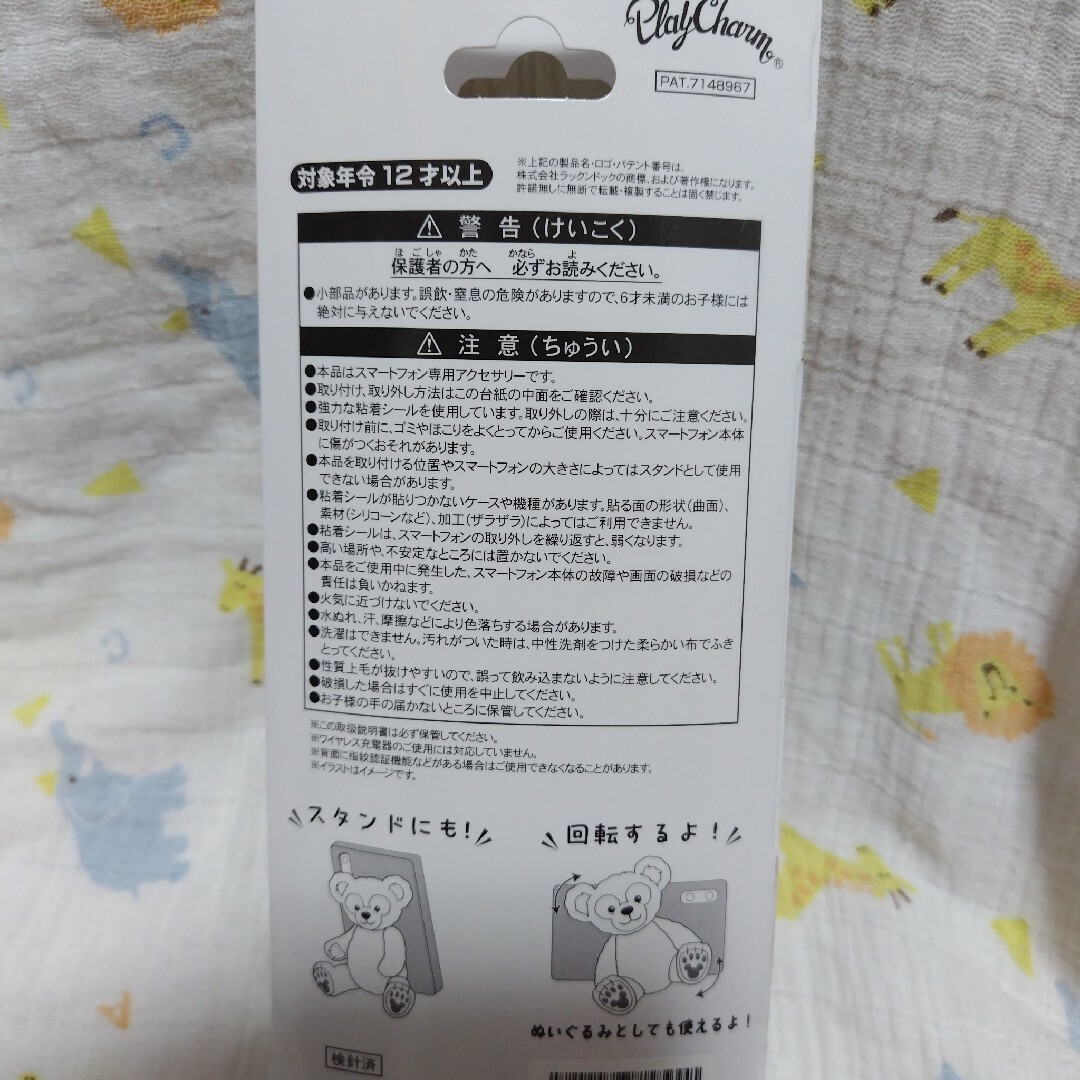 Play Charm®
PAT.7148967
対象年令12才以上
※上記の製品名・ロゴ・パテント番号は、
株式会社ラックンドックの商標、および著作権になります。
許諾無しに無断で転載・複製することは固く禁じます。
⚠ 警 告（けいこく）
ほごしゃ かた かなら よ
保護者の方へ 必ずお読みください。
●小部品があります。誤飲・窒息の危険がありますので、6才未満のお子様には
絶対に与えないでください。
⚠ 注 意（ちゅうい）
●本品はスマートフォン専用アクセサリーです。
●取り付け、取り外し方法はこの台紙の中面をご確認ください。
●強力な粘着シールを使用しています。取り外しの際は、十分にご注意ください。
●取り付け前に、ゴミやほこりをよくとってからご使用ください。スマートフォン本体
に傷がつくおそれがあります。
●本品を取り付ける位置やスマートフォンの大きさによってはスタンドとして使用
できない場合があります。
●粘着シールが貼りつかないケースや機種があります。貼る面の形状（曲面）、
素材（シリコーンなど）、加工（ザラザラ）によってはご利用できません。
●粘着シールは、スマートフォンの取り外しを繰り返すと、弱くなります。
●高い場所や、不安定なところには置かないでください。
●本品をご使用中に発生した、スマートフォン本体の故障や画面の破損などの
責任は負いかねます。
●火気に近づけないでください。
●水ぬれ、汗、摩擦などにより色落ちする場合があります。
●洗濯はできません。汚れがついた時は、中性洗剤をつけた柔らかい布でふき
とってください。
●性質上毛が抜けやすいので、誤って飲み込まないように注意してください。
●破損した場合はすぐに使用を中止してください。
●お子様の手の届かないところに保管してください。
※この取扱説明書は必ず保管してください。
※ワイヤレス充電器のご使用には対応していません。
※背面に指紋認証機能などがある場合はご使用できなくなることがあります。
※イラストはイメージです。
スタンドにも！
回転するよ！
ぬいぐるみとしても使えるよ！
検針済